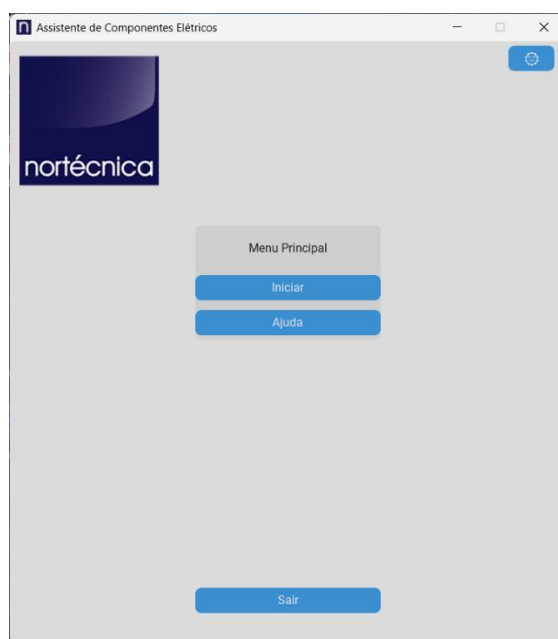 n Assistente de Componentes Elétricos
nortécnica
Menu Principal
Iniciar
Ajuda
Sair